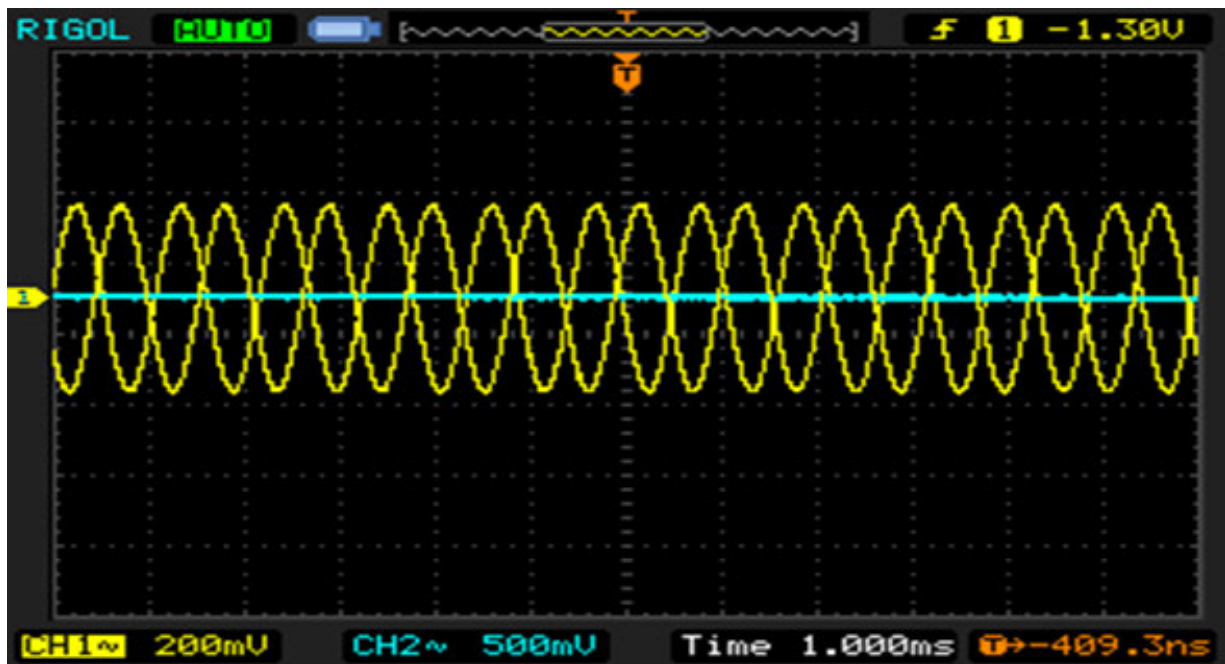 RIGOL AUTO T 1 -1.30V
T
1
CH1~ 200mV CH2~ 500mV Time 1.000ms T→-409.3ns